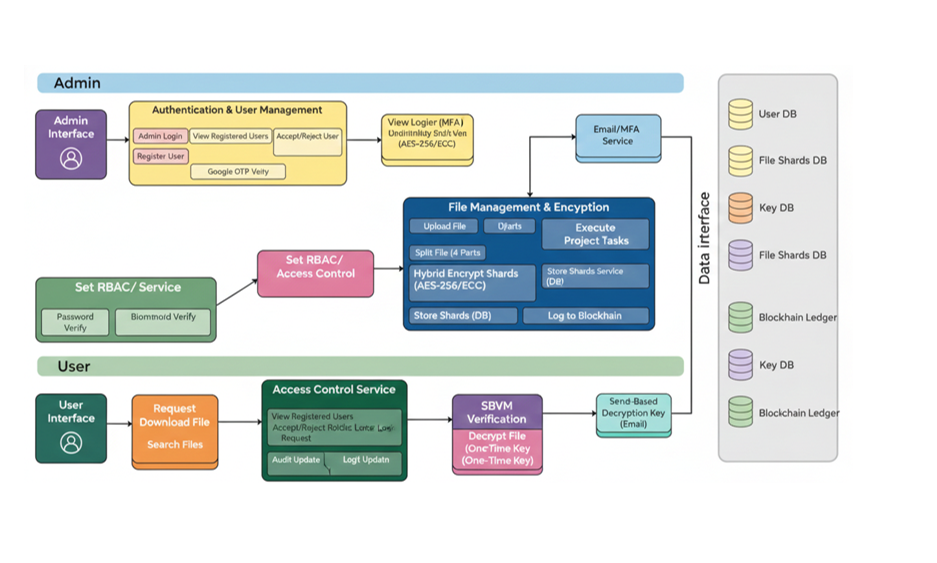 Admin
Admin
Interface
Authentication & User Management
Admin Login
View Registered Users
Accept/Reject User
Register User
Google OTP Veity
View Logier (MFA)
(AES-256/ECC)
Email/MFA
Service
File Management & Encyption
Upload File
Execute
Project Tasks
Split File (4 Parts
Hybrid Encrypt Shards
(AES-256/ECC)
Store Shards Service
(DB)
Store Shards (DB)
Log to Blockhain
Set RBAC/
Access Control
Set RBAC/ Service
Password
Verify
Biommord Verify
User
User
Interface
Request
Download File
Search Files
Access Control Service
View Registered Users
Accept/Reject
Request
Audit Update
Logt Updatn
SBVM
Verification
Decrypt File
(OncTime Key
(One-Time Key)
Send-Based
Decryption Key
(Email)
Data interface
User DB
File Shards DB
Key DB
File Shards DB
Blockhain Ledger
Key DB
Blockchain Ledger